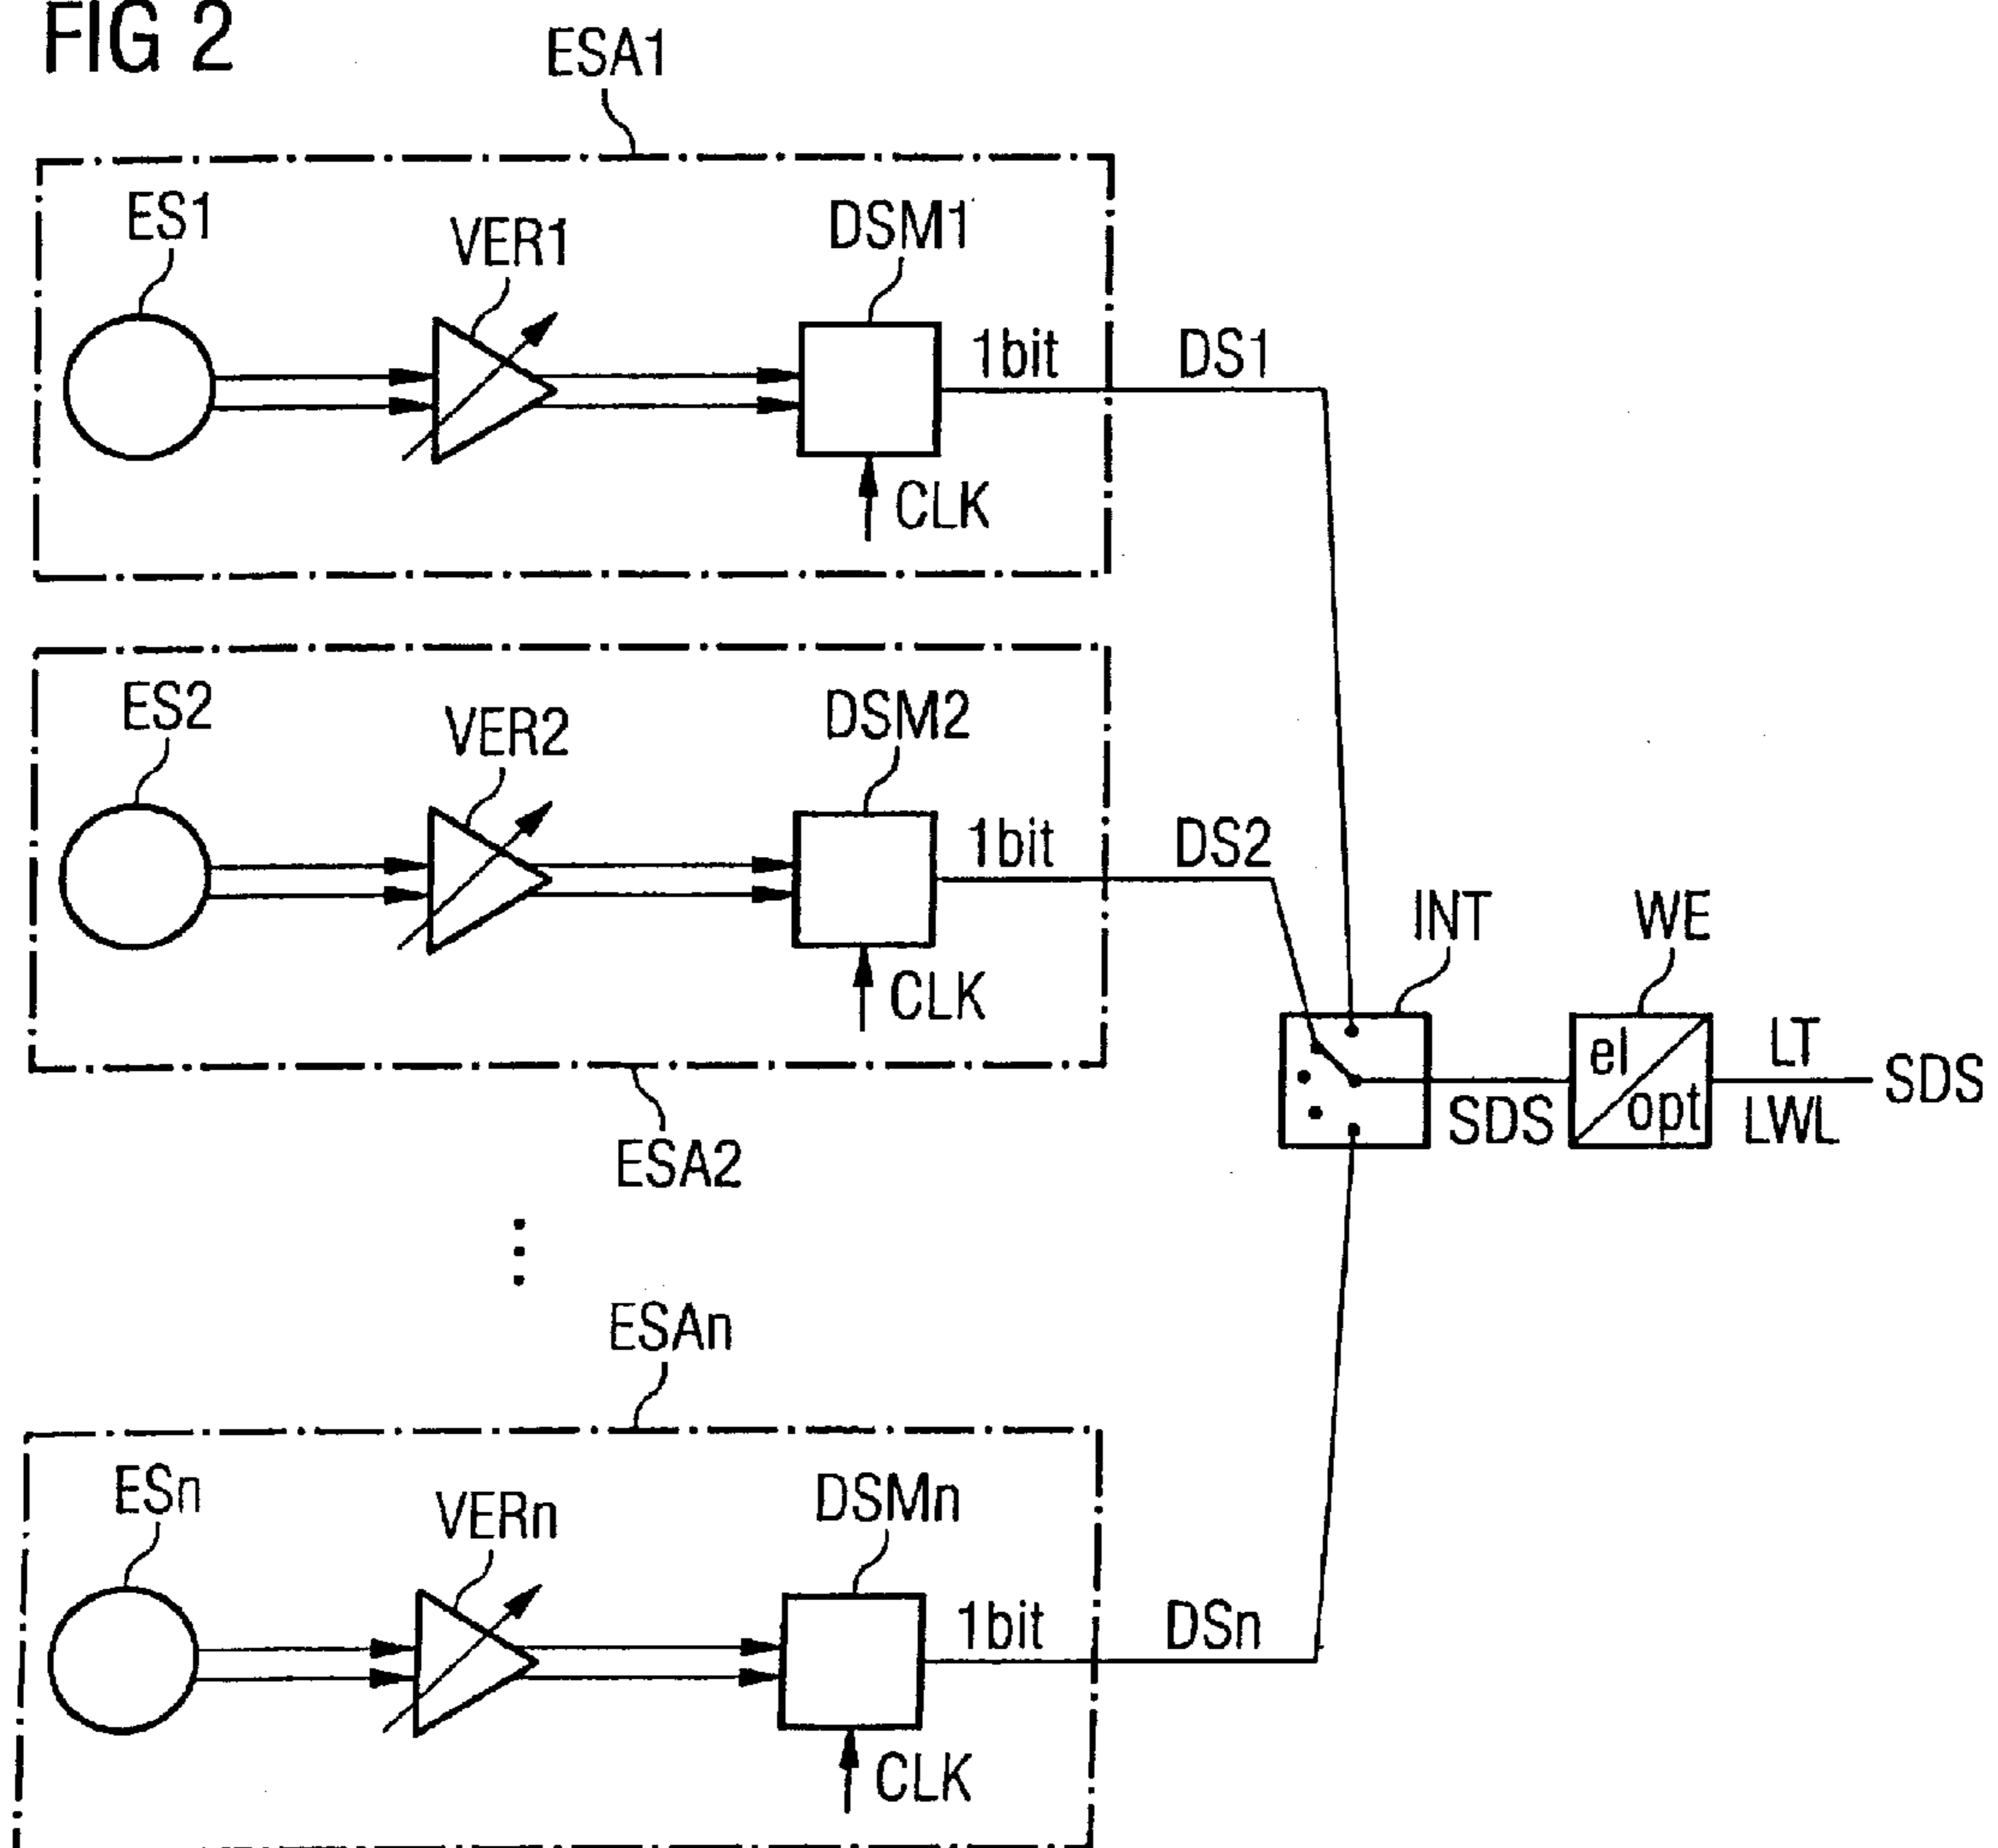 FIG 2
ESA1
ES1
VER1
DSM1
1bit
DS1
CLK
ES2
VER2
DSM2
1bit
DS2
CLK
ESA2
INT
WE
el
opt
SDS
LT
LWL
SDS
ESAn
ESn
VERn
DSMn
1bit
DSn
CLK